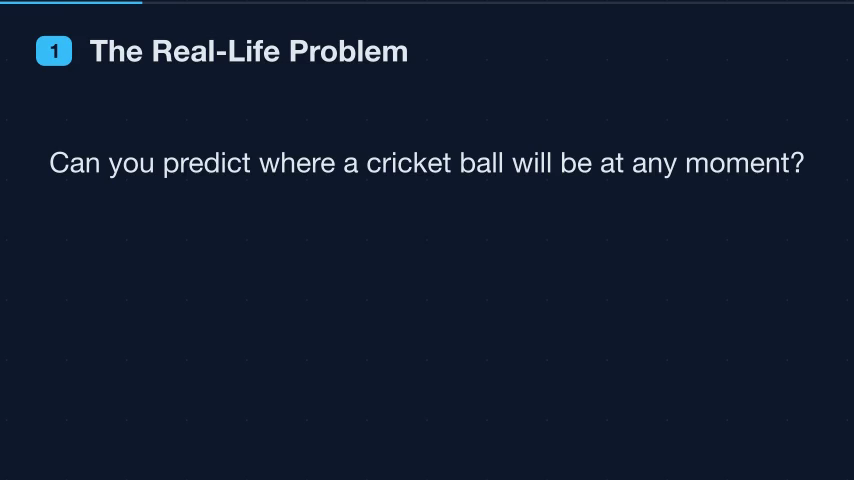 1 The Real-Life Problem
Can you predict where a cricket ball will be at any moment?